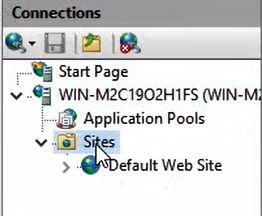 Connections
Start Page
WIN-M2C19O2H1FS (WIN-M2
Application Pools
Sites
Default Web Site